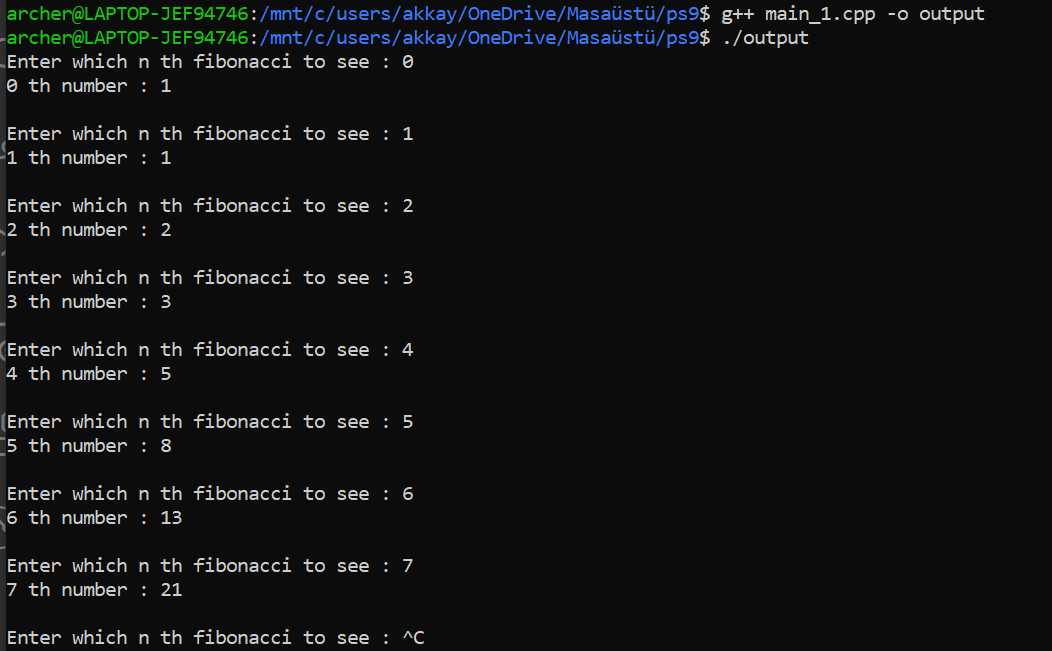 archer@LAPTOP-JEF94746:/mnt/c/users/akkay/OneDrive/Masaüstü/ps9$ g++ main_1.cpp -o output
archer@LAPTOP-JEF94746:/mnt/c/users/akkay/OneDrive/Masaüstü/ps9$ ./output
Enter which n th fibonacci to see : 0
0 th number : 1
Enter which n th fibonacci to see : 1
1 th number : 1
Enter which n th fibonacci to see : 2
2 th number : 2
Enter which n th fibonacci to see : 3
3 th number : 3
Enter which n th fibonacci to see : 4
4 th number : 5
Enter which n th fibonacci to see : 5
5 th number : 8
Enter which n th fibonacci to see : 6
6 th number : 13
Enter which n th fibonacci to see : 7
7 th number : 21
Enter which n th fibonacci to see : ^C